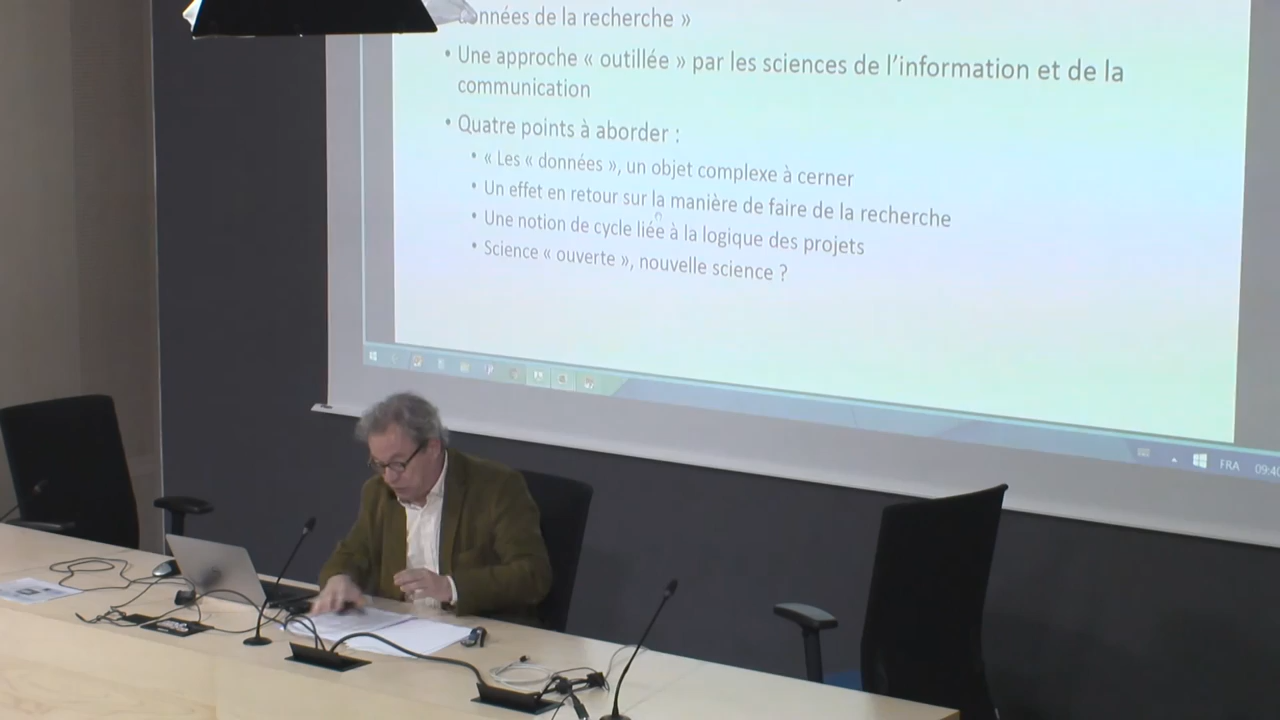 données de la recherche »
• Une approche « outillée » par les sciences de l'information et de la
communication
• Quatre points à aborder :
• « Les « données », un objet complexe à cerner
• Un effet en retour sur la manière de faire de la recherche
• Une notion de cycle liée à la logique des projets
• Science « ouverte », nouvelle science ?
FRA